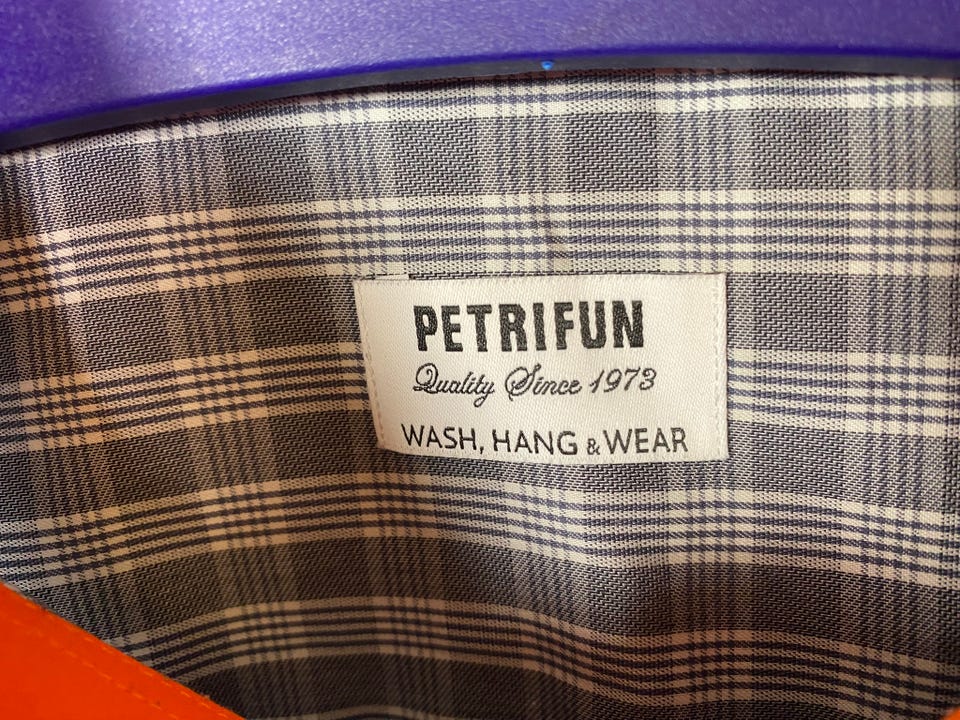 PETRIFUN
Quality Since 1973
WASH, HANG & WEAR